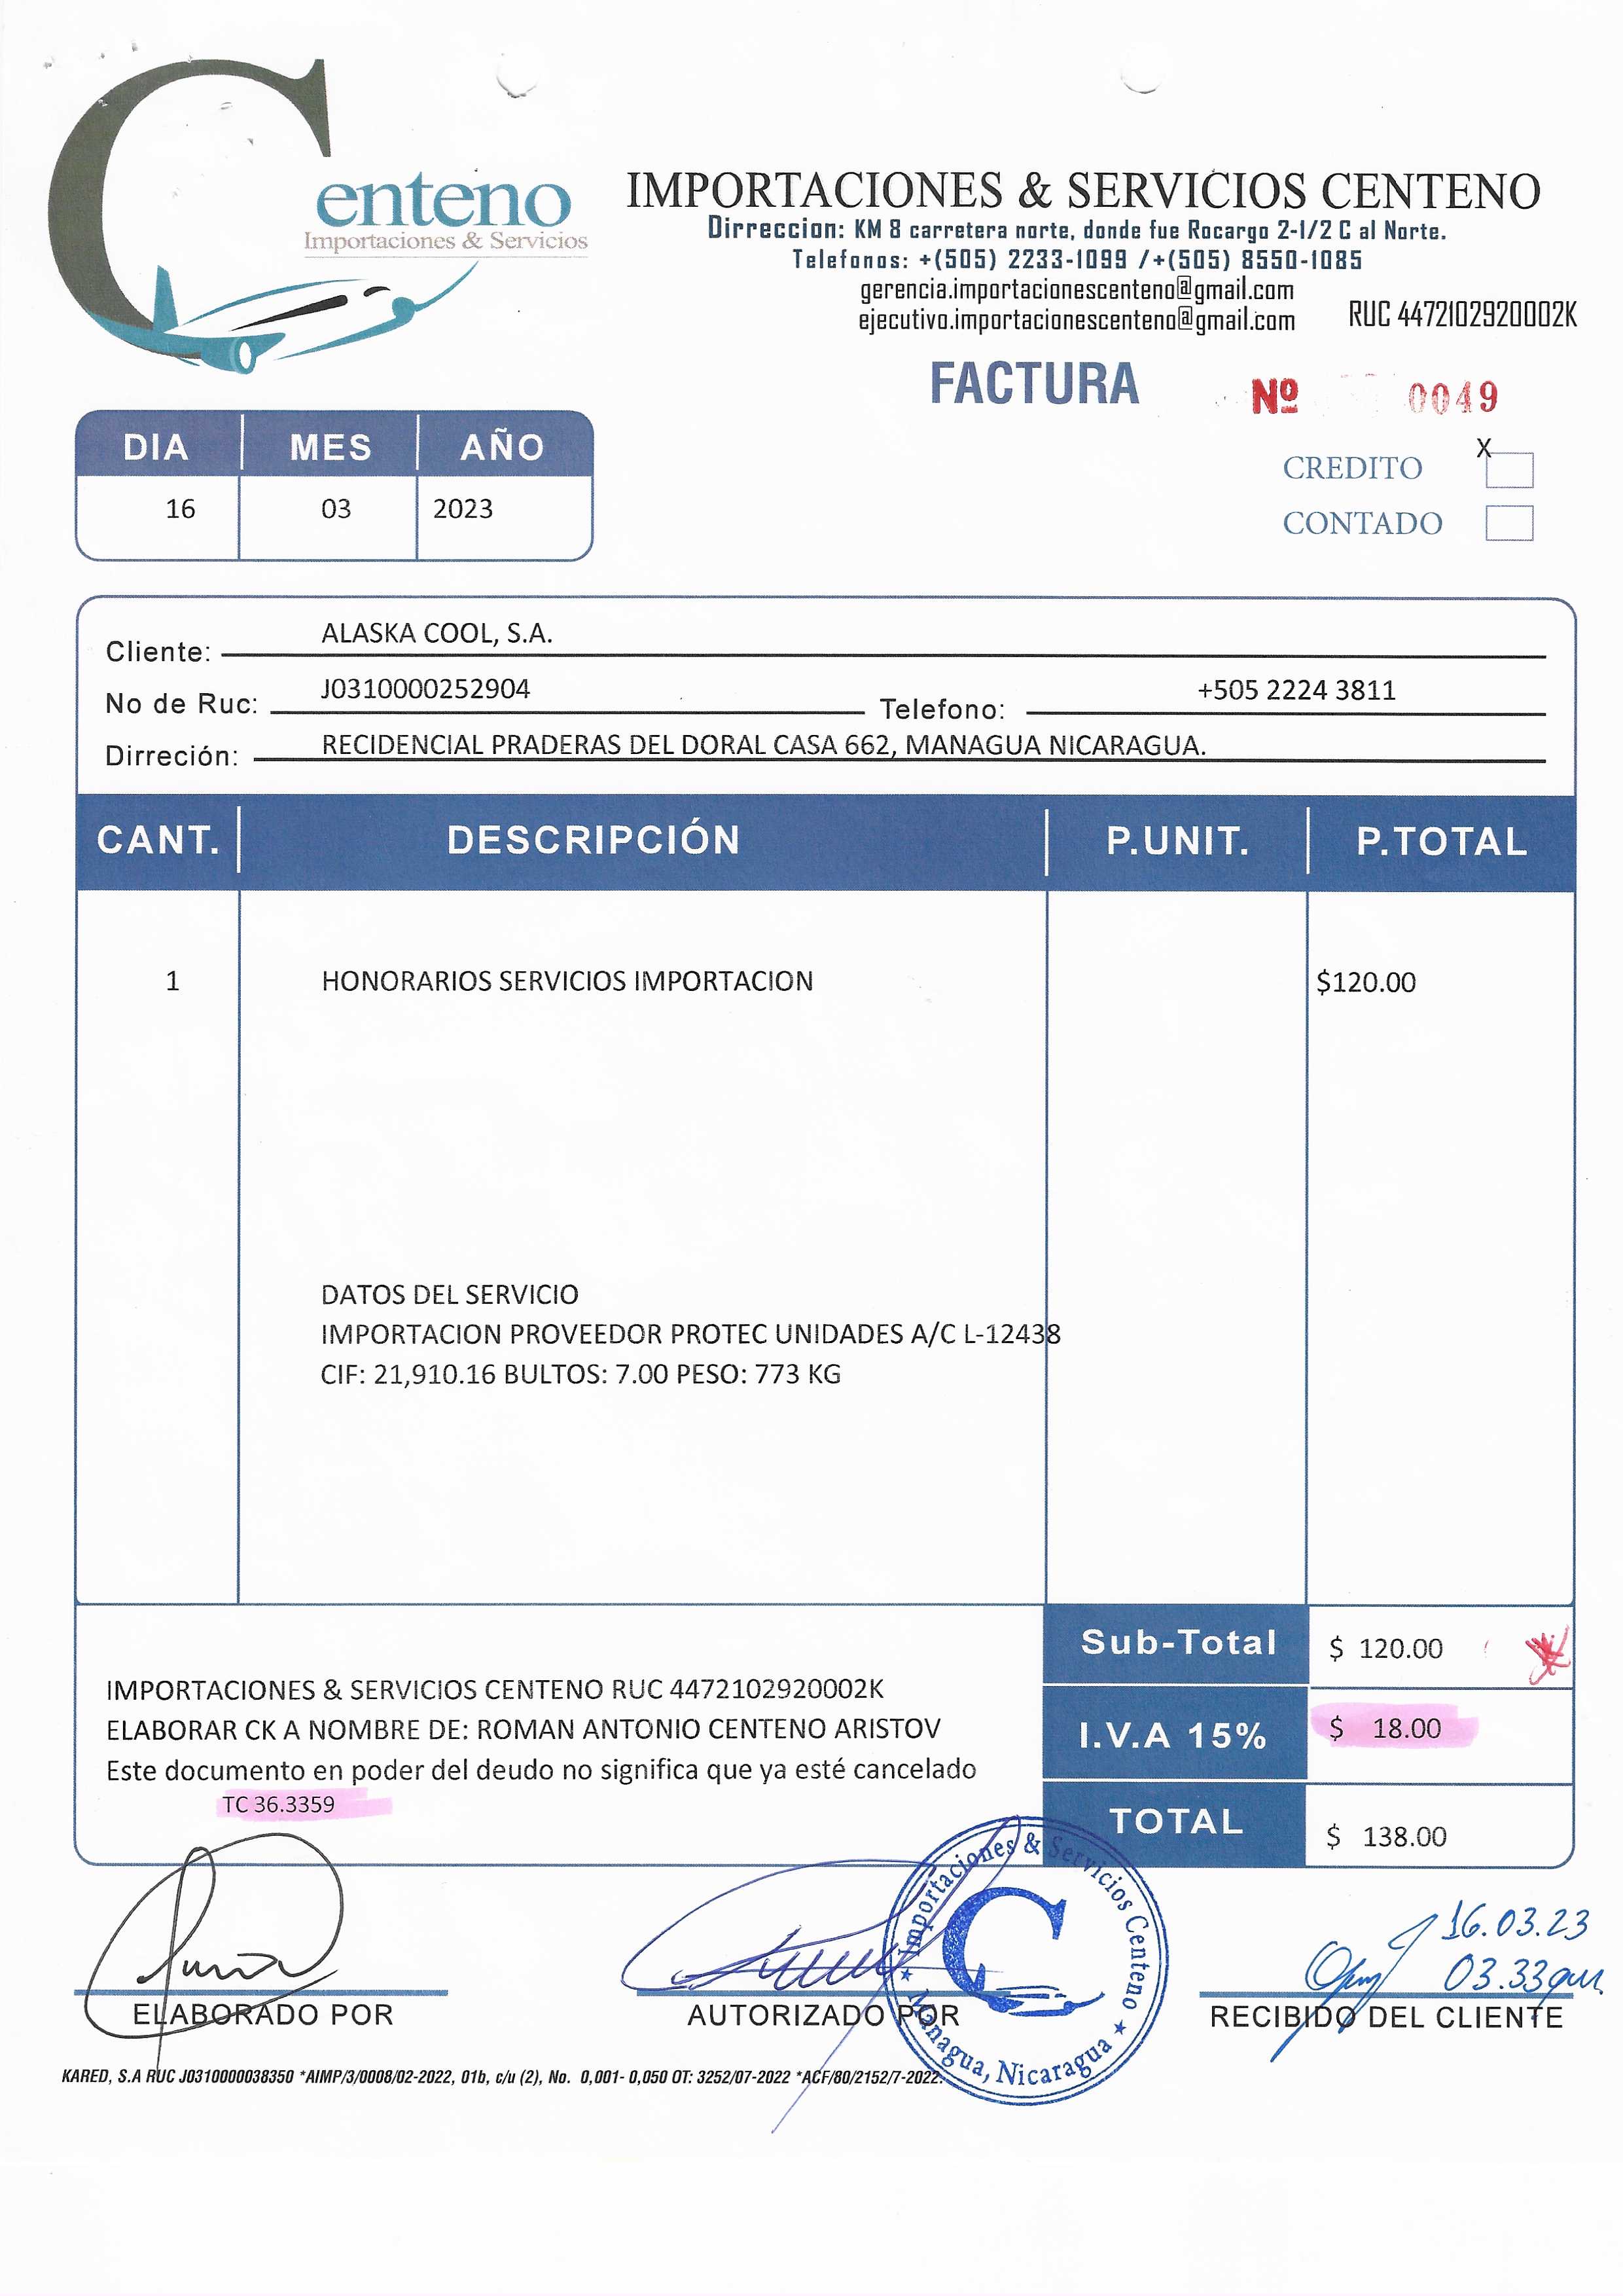 Centeno
Importaciones & Servicios
IMPORTACIONES & SERVICIOS CENTENO
Dirreccion: KM 8 carretera norte, donde fue Rocargo 2-1/2 C al Norte.
Telefonos: +(505) 2233-1099 /+(505) 8550-1085
gerencia.importacionescenteno@gmail.com
ejecutivo.importacionescenteno@gmail.com RUC 4472102920002K
FACTURA Nº 0049
DIA MES AÑO
16 03 2023
CREDITO X
CONTADO
Cliente: ALASKA COOL, S.A.
No de Ruc: J0310000252904 Telefono: +505 2224 3811
Dirreción: RECIDENCIAL PRADERAS DEL DORAL CASA 662, MANAGUA NICARAGUA.
CANT. DESCRIPCIÓN P.UNIT. P.TOTAL
1 HONORARIOS SERVICIOS IMPORTACION $120.00
DATOS DEL SERVICIO
IMPORTACION PROVEEDOR PROTEC UNIDADES A/C L-12438
CIF: 21,910.16 BULTOS: 7.00 PESO: 773 KG
Sub-Total $ 120.00
IMPORTACIONES & SERVICIOS CENTENO RUC 4472102920002K
ELABORAR CK A NOMBRE DE: ROMAN ANTONIO CENTENO ARISTOV
I.V.A 15% $ 18.00
Este documento en poder del deudo no significa que ya esté cancelado
TC 36.3359
TOTAL $ 138.00
Importaciones & Servicios Centeno
C
Managua, Nicaragua
16.03.23
03.33
ELABORADO POR AUTORIZADO POR RECIBIDO DEL CLIENTE
KARED, S.A RUC J0310000038350 *AIMP/3/0008/02-2022, 01b, c/u (2), No. 0,001- 0,050 OT: 3252/07-2022 *ACF/80/2152/7-2022.